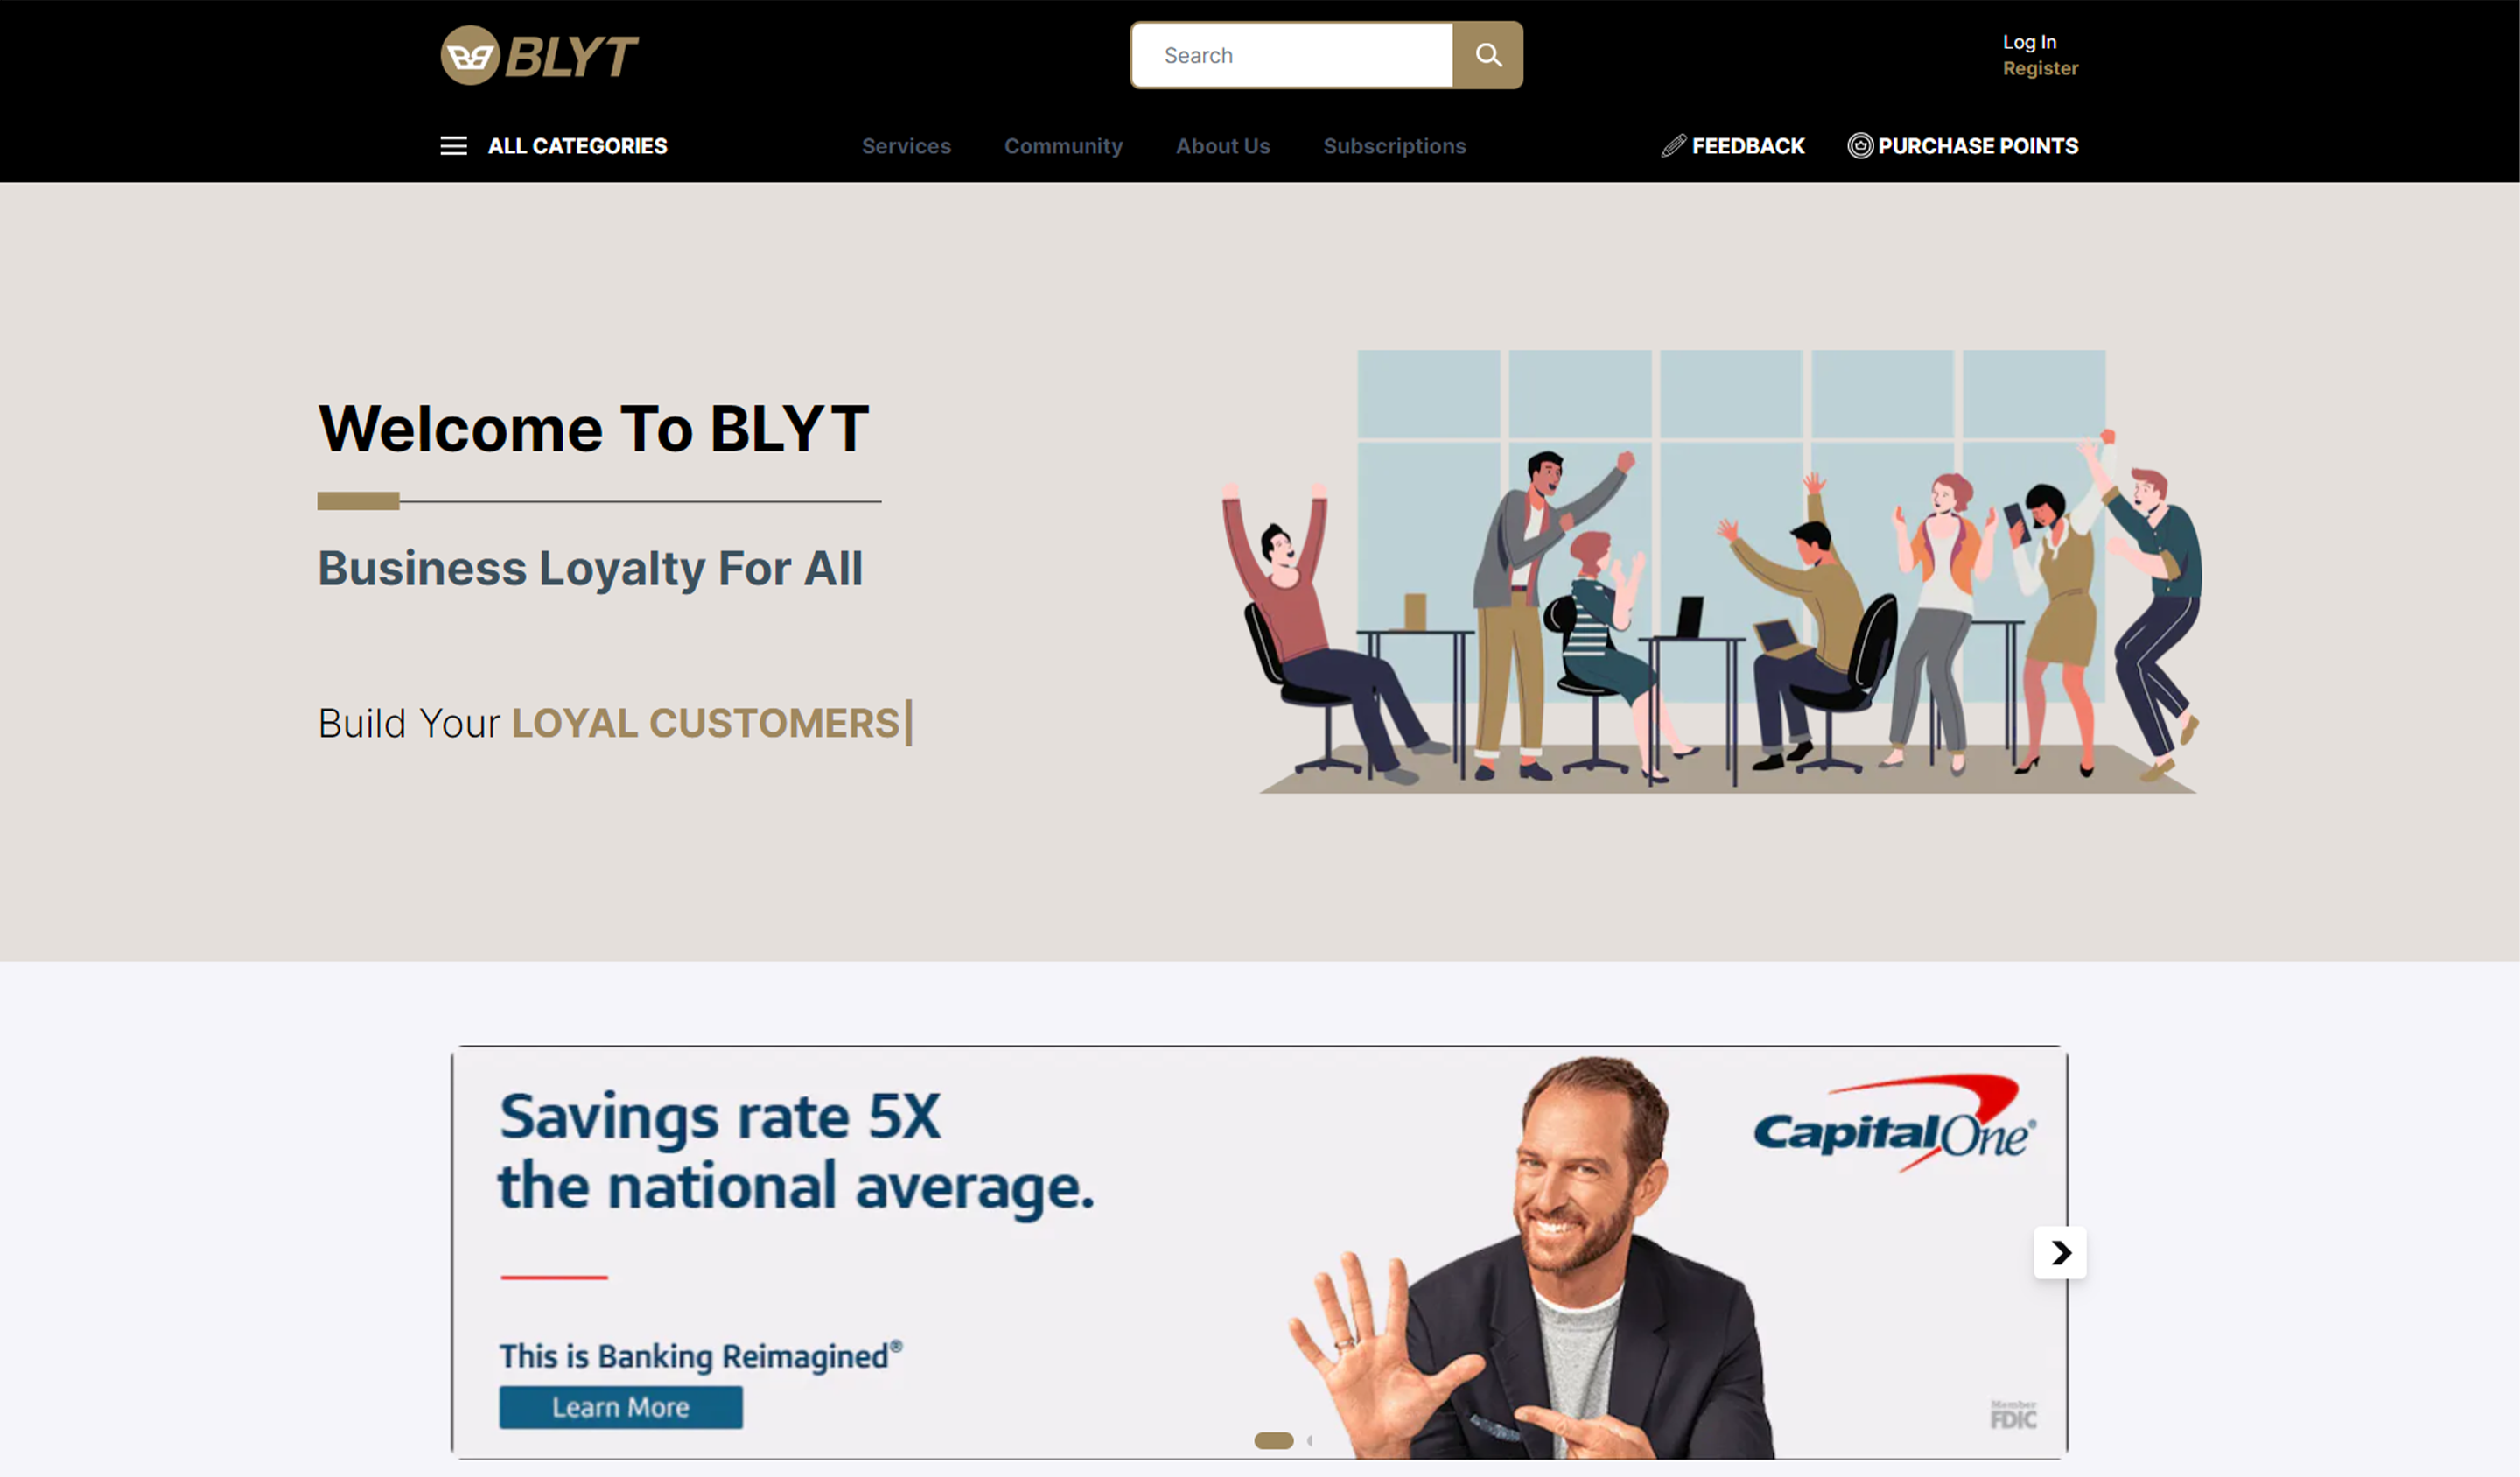 BLYT
Search
Log In
Register
ALL CATEGORIES
Services
Community
About Us
Subscriptions
FEEDBACK
PURCHASE POINTS
Welcome To BLYT
Business Loyalty For All
Build Your LOYAL CUSTOMERS|
Savings rate 5X
the national average.
CapitalOne®
This is Banking Reimagined®
Learn More
Member
FDIC